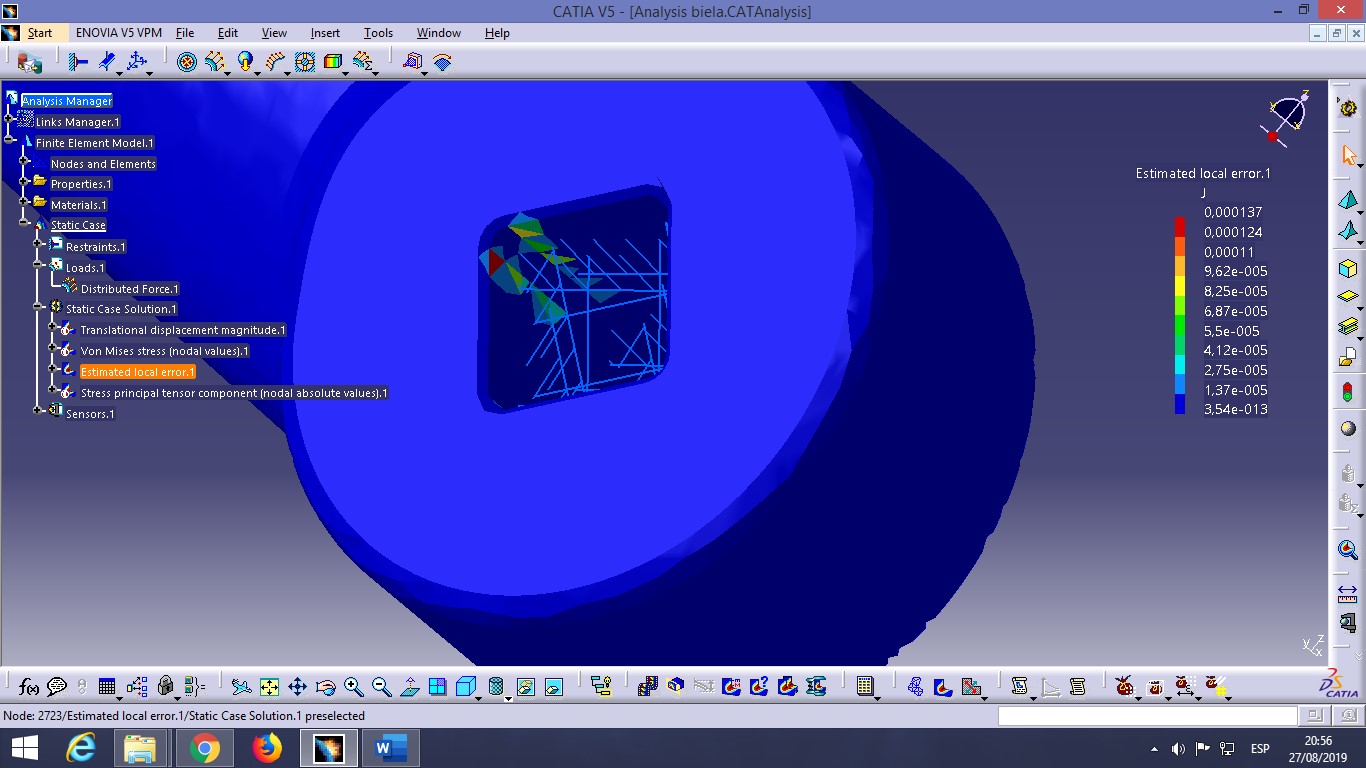 CATIA V5 - [Analysis biela.CATAnalysis]
Start ENOVIA V5 VPM File Edit View Insert Tools Window Help
Analysis Manager
Links Manager.1
Finite Element Model.1
Nodes and Elements
Properties.1
Materials.1
Static Case
Restraints.1
Loads.1
Distributed Force.1
Static Case Solution.1
Translational displacement magnitude.1
Von Mises stress (nodal values).1
Estimated local error.1
Stress principal tensor component (nodal absolute values).1
Sensors.1
z
Estimated local error.1
J
0,000137
0,000124
0,00011
9,62e-005
8,25e-005
6,87e-005
5,5e-005
4,12e-005
2,75e-005
1,37e-005
3,54e-013
y z
x
f(x)
DS CATIA
Node: 2723/Estimated local error.1/Static Case Solution.1 preselected
ESP
20:56
27/08/2019